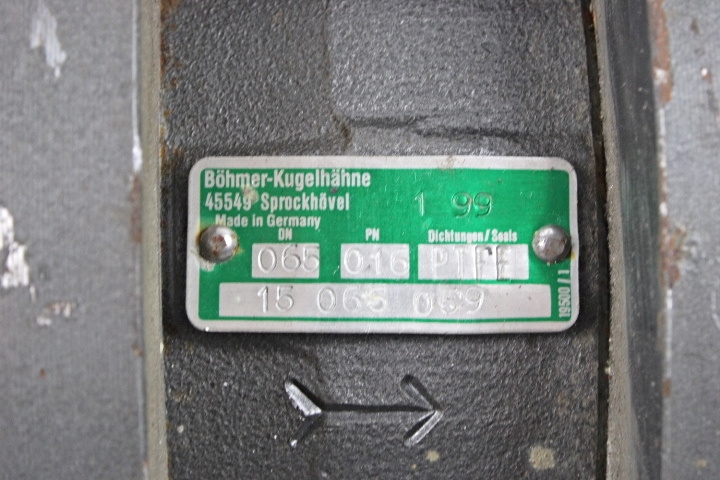 Böhmer-Kugelhähne
45549 Sprockhövel
1 99
Made in Germany
DN PN Dichtungen/Seals
065 016 PTFE
15 065 059
19500/1